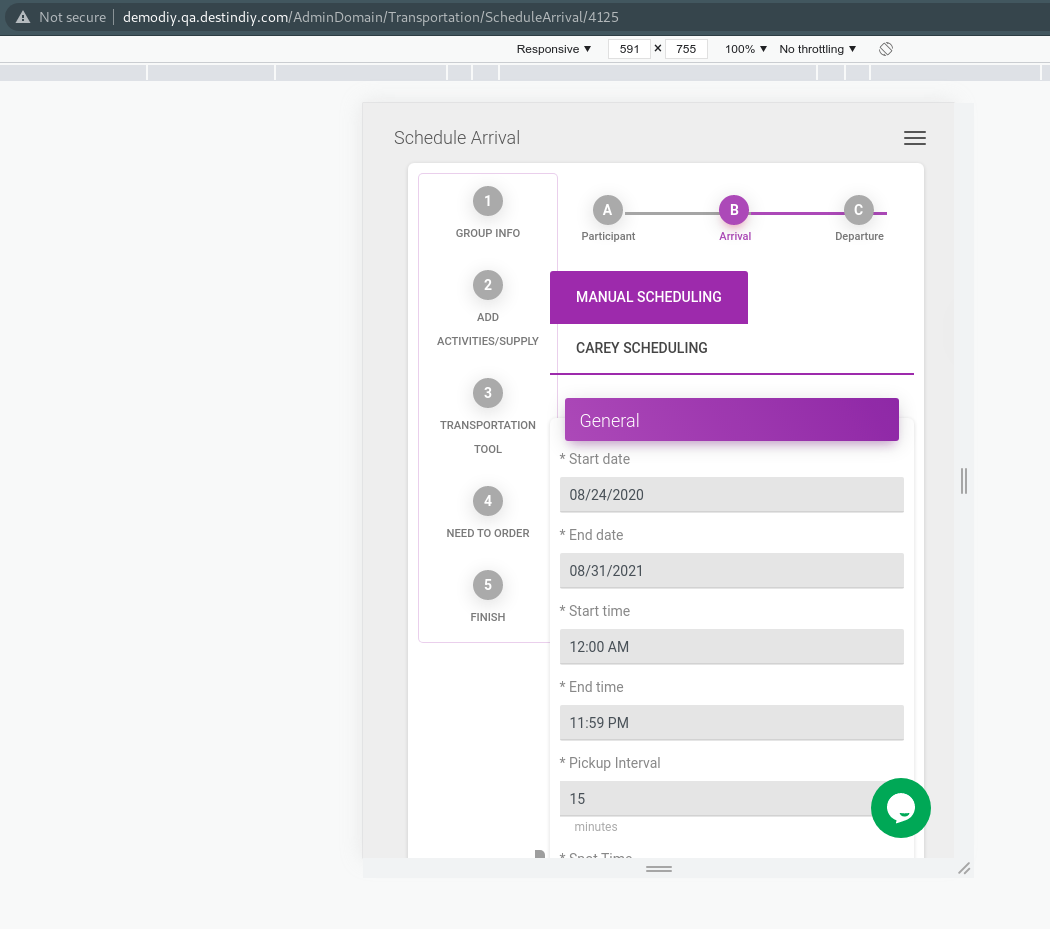 Not secure demodiy.qa.destindiy.com/AdminDomain/Transportation/ScheduleArrival/4125
Responsive ▼ 591 × 755 100% ▼ No throttling ▼
Schedule Arrival
1
GROUP INFO
2
ADD
ACTIVITIES/SUPPLY
3
TRANSPORTATION
TOOL
4
NEED TO ORDER
5
FINISH
A B C
Participant Arrival Departure
MANUAL SCHEDULING
CAREY SCHEDULING
General
* Start date
08/24/2020
* End date
08/31/2021
* Start time
12:00 AM
* End time
11:59 PM
* Pickup Interval
15
minutes
* Spot Time